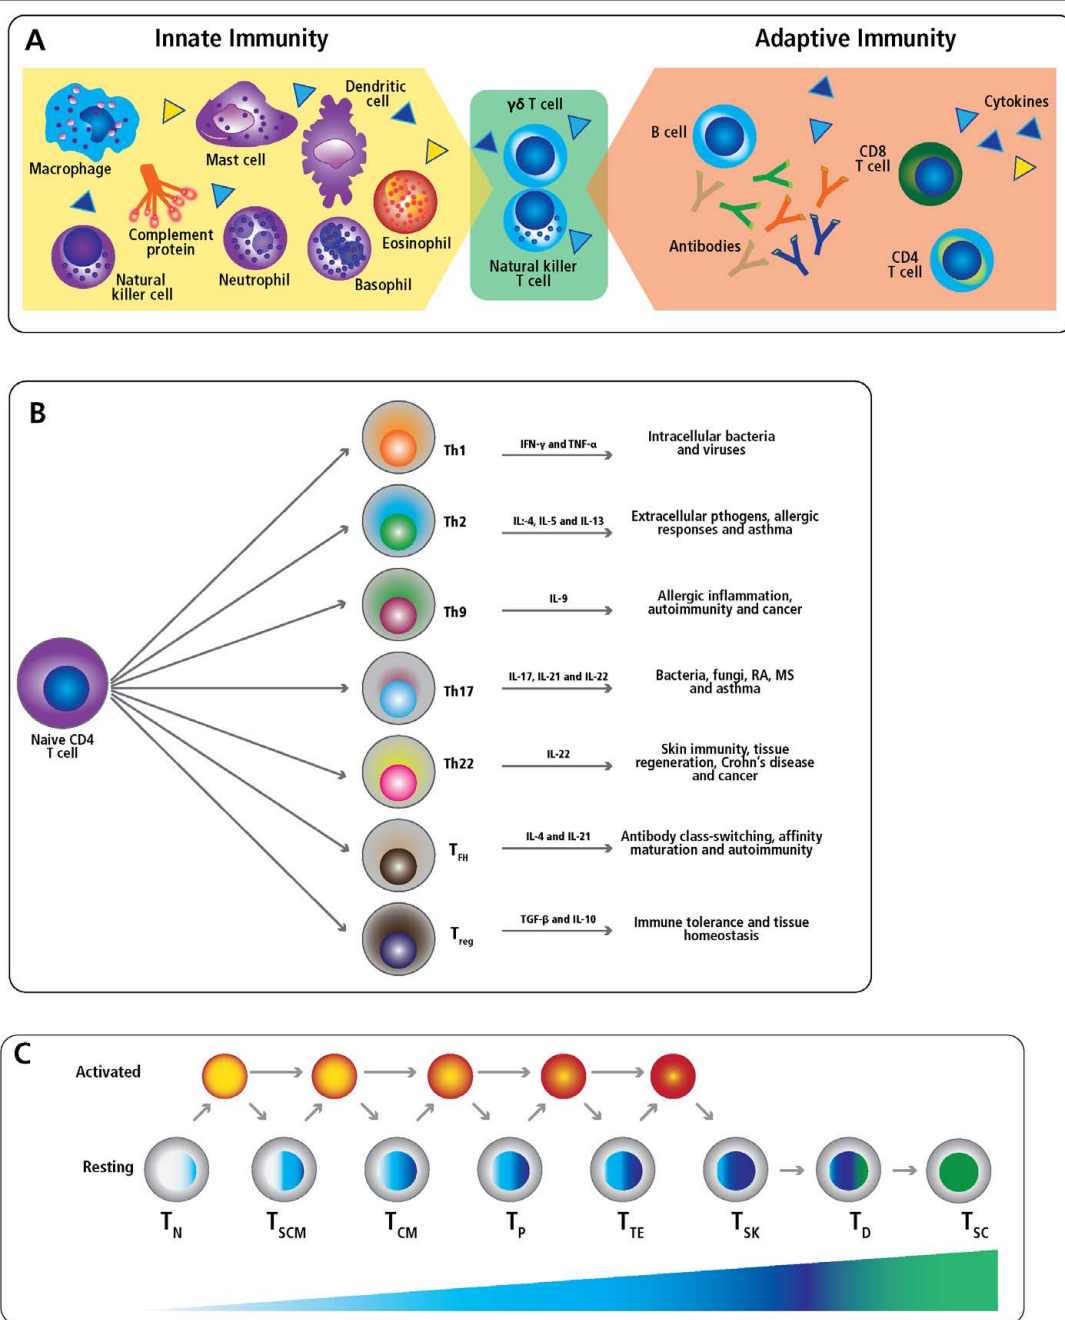 A
Innate Immunity
Adaptive Immunity
Macrophage
Mast cell
Dendritic
cell
Complement
protein
Eosinophil
Natural
killer cell
Neutrophil
Basophil
γδ T cell
Natural killer
T cell
B cell
Antibodies
CD8
T cell
Cytokines
CD4
T cell
B
Naive CD4
T cell
Th1
IFN-γ and TNF-α
Intracellular bacteria
and viruses
Th2
IL:-4, IL-5 and IL-13
Extracellular pthogens, allergic
responses and asthma
Th9
IL-9
Allergic inflammation,
autoimmunity and cancer
Th17
IL-17, IL-21 and IL-22
Bacteria, fungi, RA, MS
and asthma
Th22
IL-22
Skin immunity, tissue
regeneration, Crohn's disease
and cancer
TFH
IL-4 and IL-21
Antibody class-switching, affinity
maturation and autoimmunity
Treg
TGF-β and IL-10
Immune tolerance and tissue
homeostasis
C
Activated
Resting
TN
TSCM
TCM
TP
TTE
TSK
TD
TSC